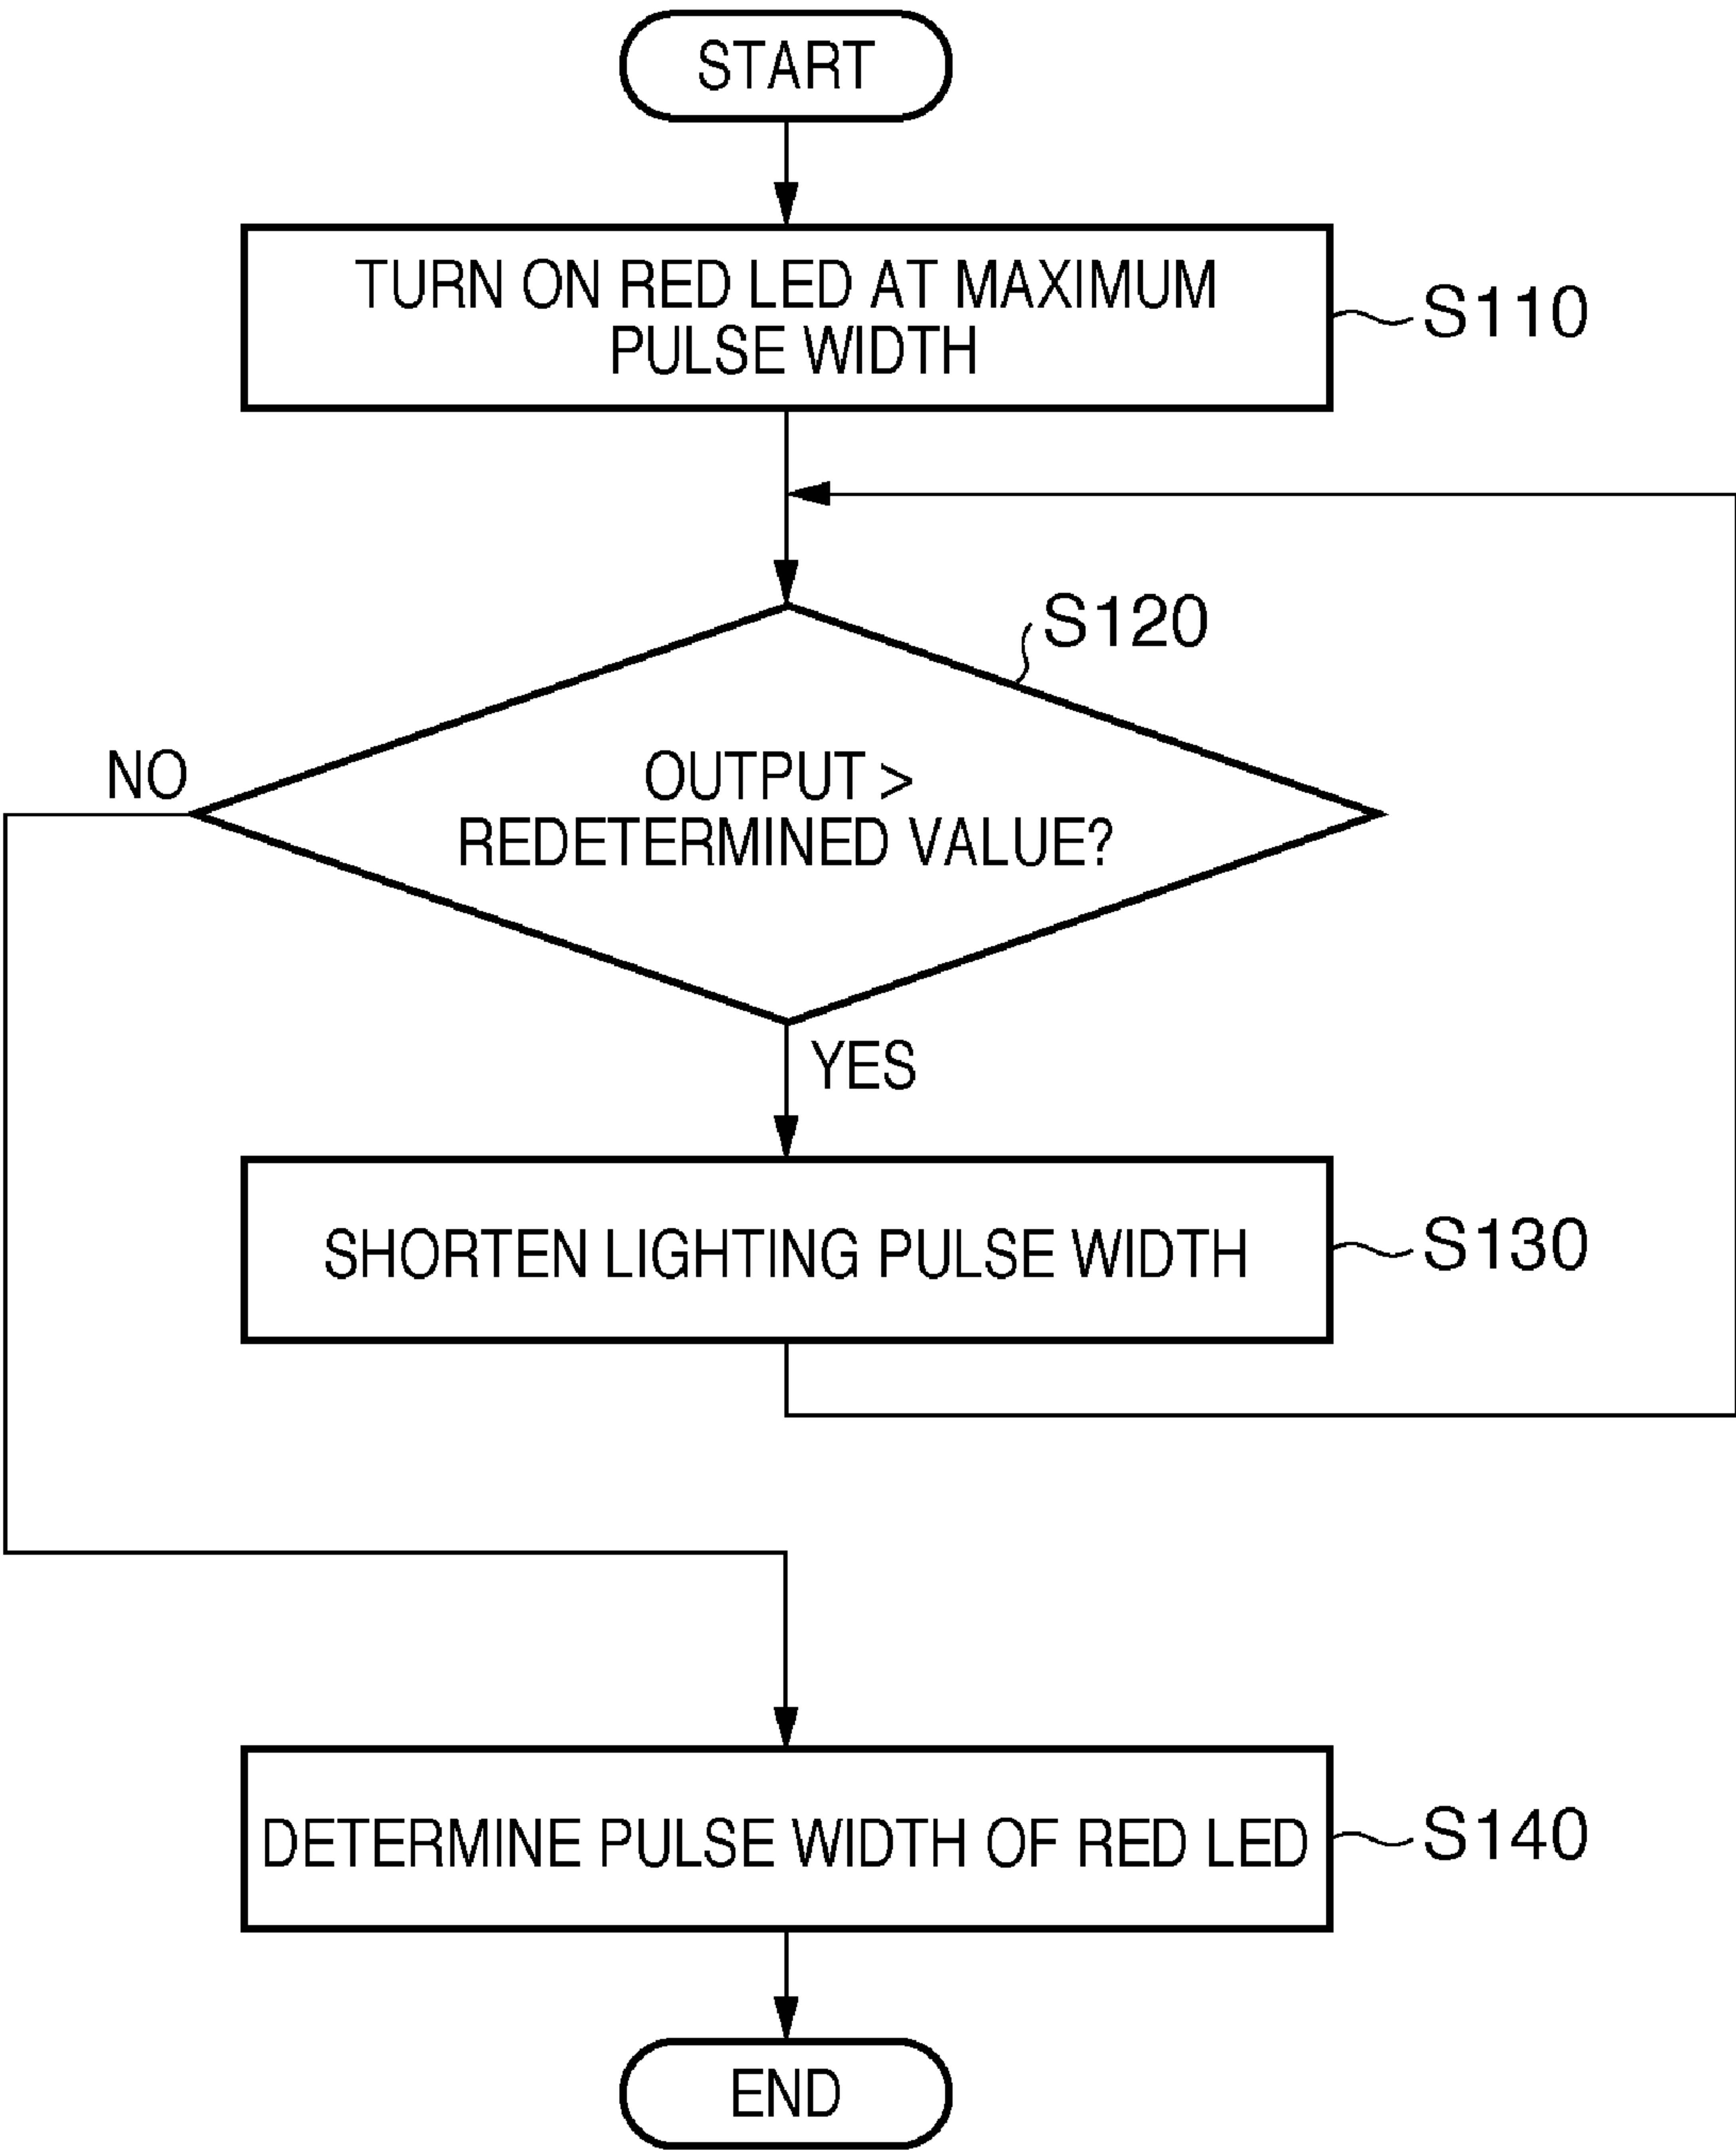 START
TURN ON RED LED AT MAXIMUM
PULSE WIDTH
S110
S120
NO
OUTPUT >
REDETERMINED VALUE?
YES
SHORTEN LIGHTING PULSE WIDTH
S130
DETERMINE PULSE WIDTH OF RED LED
S140
END